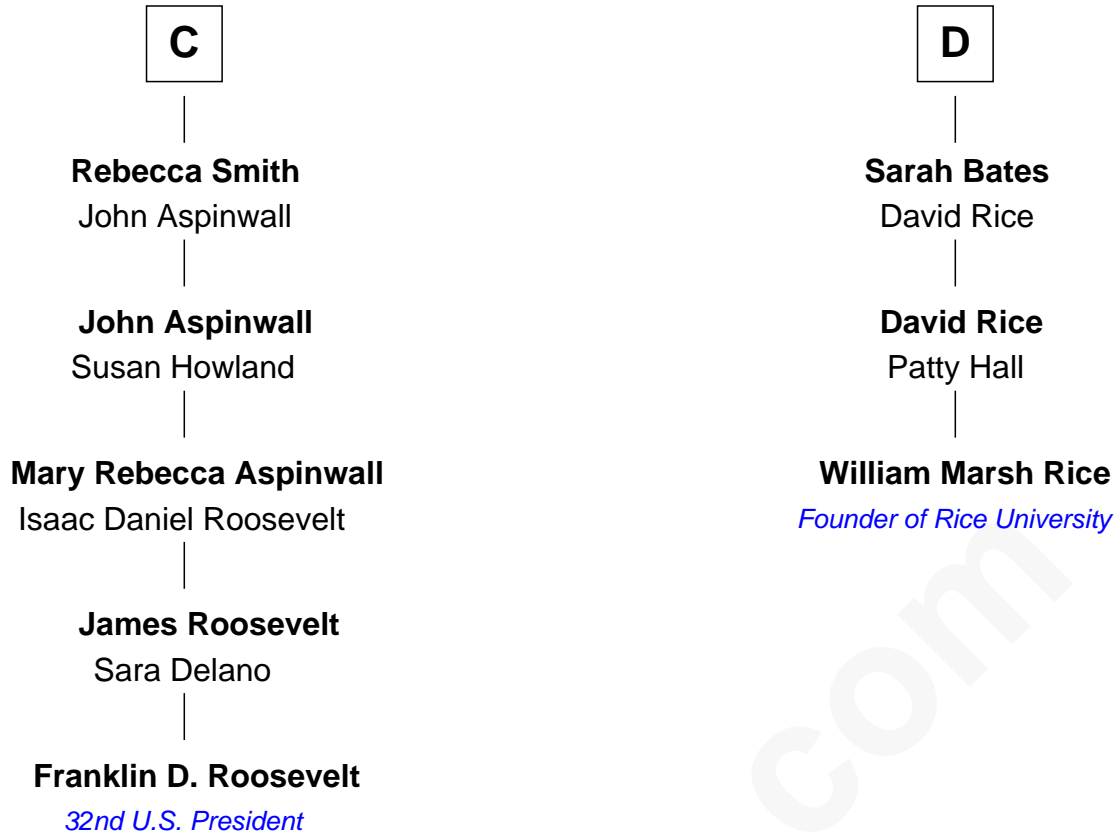 C
Rebecca Smith
John Aspinwall
John Aspinwall
Susan Howland
Mary Rebecca Aspinwall
Isaac Daniel Roosevelt
James Roosevelt
Sara Delano
Franklin D. Roosevelt
32nd U.S. President
D
Sarah Bates
David Rice
David Rice
Patty Hall
William Marsh Rice
Founder of Rice University
com